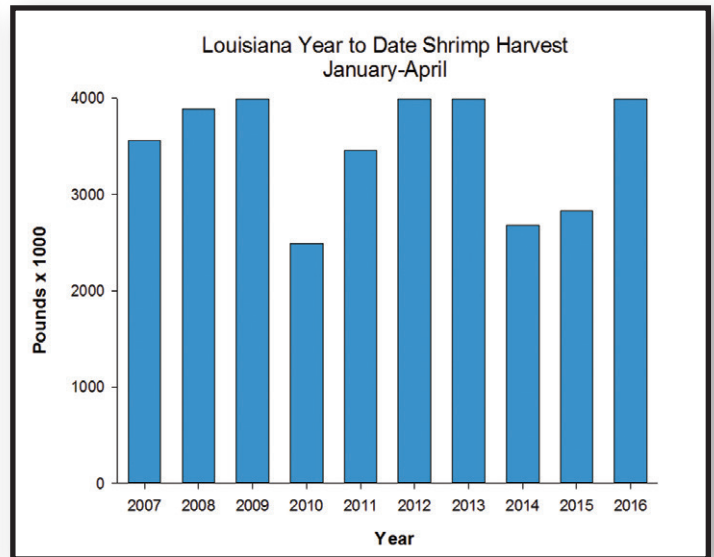 Louisiana Year to Date Shrimp Harvest
January-April
4000
3000
2000
1000
0
Pounds x 1000
2007 2008 2009 2010 2011 2012 2013 2014 2015 2016
Year